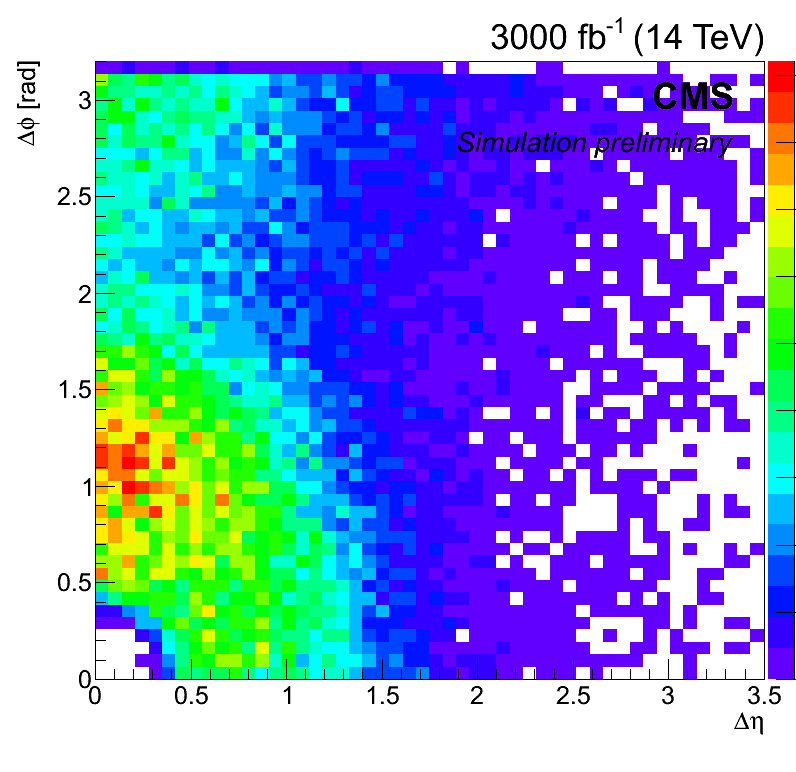 3000 fb-1 (14 TeV)
Δϕ [rad]
CMS
Simulation preliminary
3
2.5
2
1.5
1
0.5
0
0 0.5 1 1.5 2 2.5 3 3.5
Δη